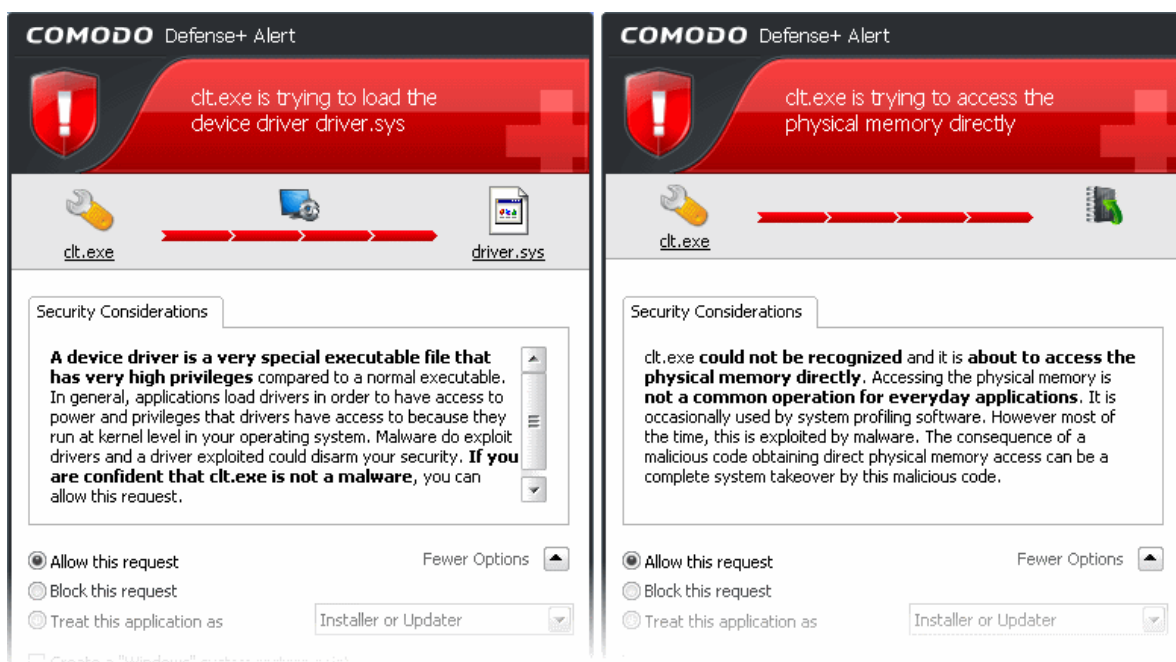 COMODO Defense+ Alert
clt.exe is trying to load the
device driver driver.sys
clt.exe
driver.sys
Security Considerations
A device driver is a very special executable file that
has very high privileges compared to a normal executable.
In general, applications load drivers in order to have access to
power and privileges that drivers have access to because they
run at kernel level in your operating system. Malware do exploit
drivers and a driver exploited could disarm your security. If you
are confident that clt.exe is not a malware, you can
allow this request.
Allow this request
Fewer Options
Block this request
Treat this application as
Installer or Updater
Create a "Windows" system
COMODO Defense+ Alert
clt.exe is trying to access the
physical memory directly
clt.exe
Security Considerations
clt.exe could not be recognized and it is about to access the
physical memory directly. Accessing the physical memory is
not a common operation for everyday applications. It is
occasionally used by system profiling software. However most of
the time, this is exploited by malware. The consequence of a
malicious code obtaining direct physical memory access can be a
complete system takeover by this malicious code.
Allow this request
Fewer Options
Block this request
Treat this application as
Installer or Updater